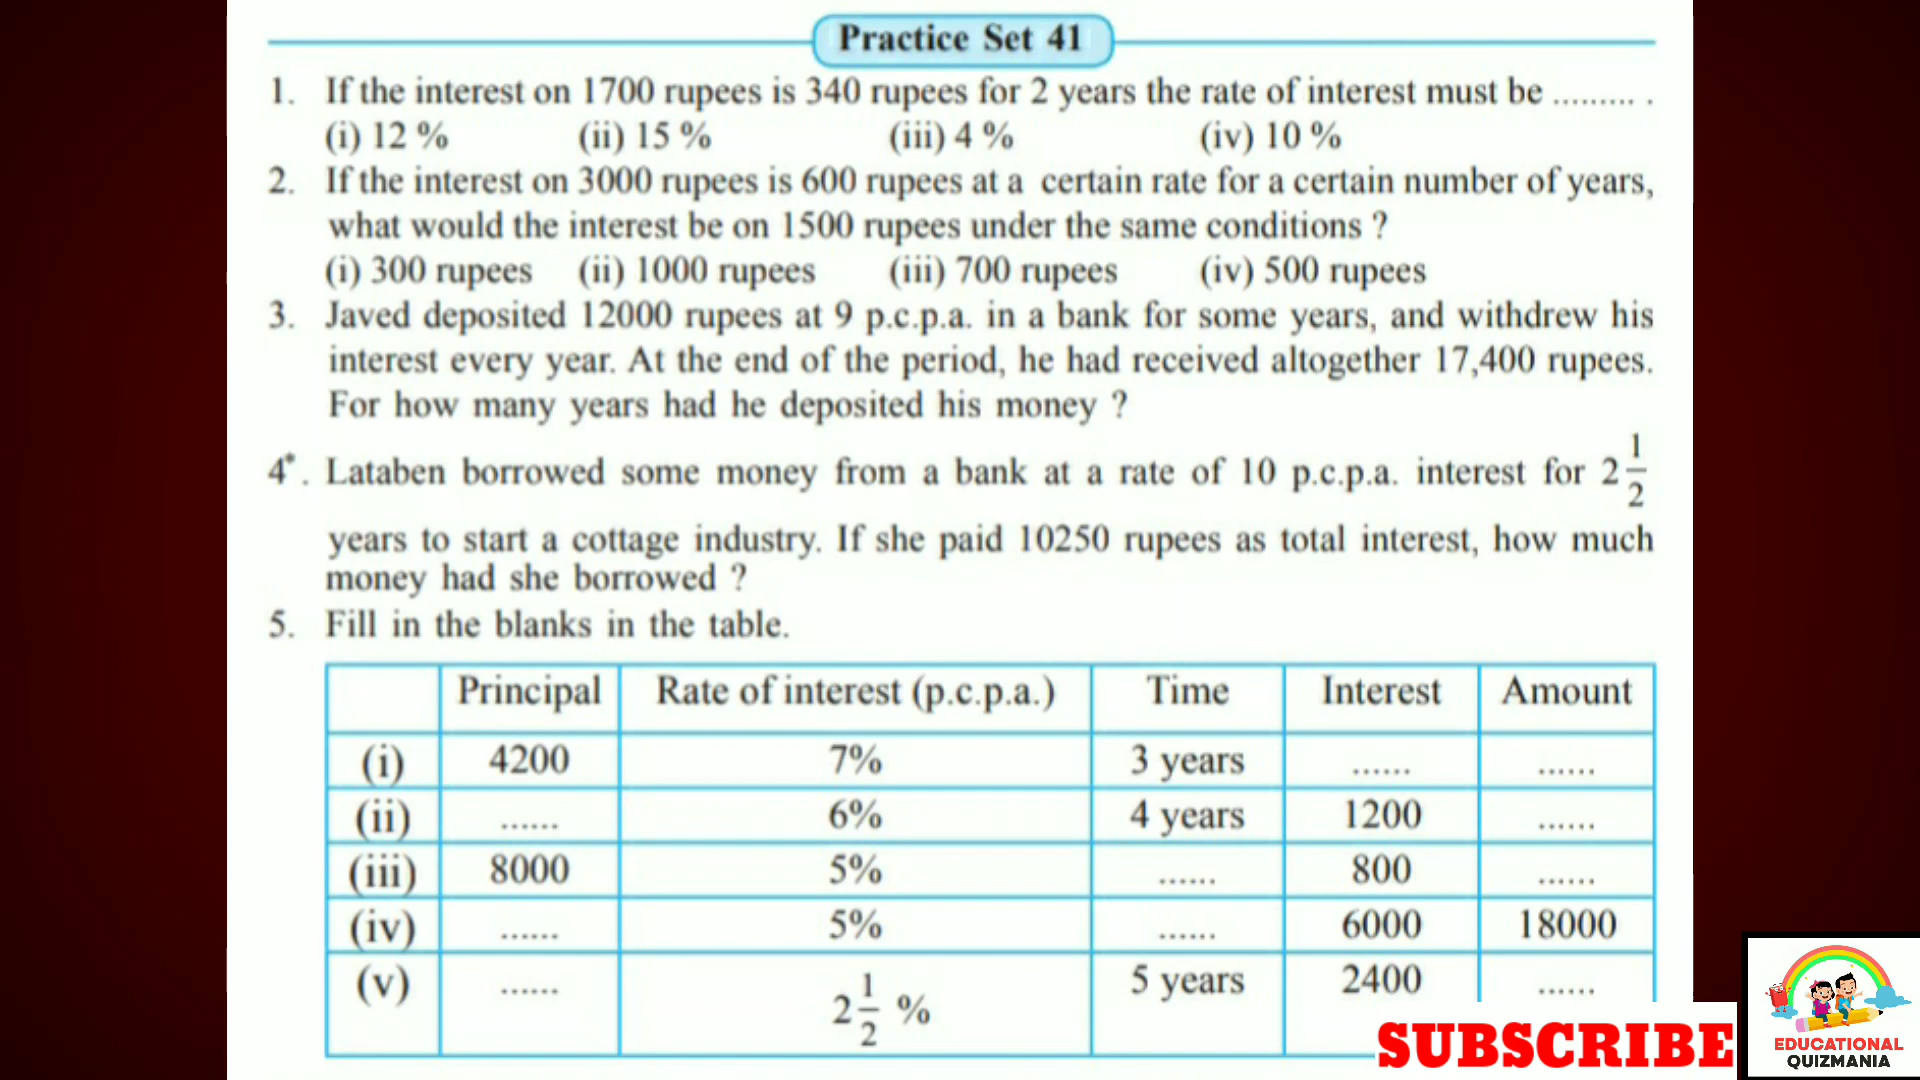 Practice Set 41
1. If the interest on 1700 rupees is 340 rupees for 2 years the rate of interest must be ......... .
(i) 12 % (ii) 15 % (iii) 4 % (iv) 10 %
2. If the interest on 3000 rupees is 600 rupees at a certain rate for a certain number of years,
what would the interest be on 1500 rupees under the same conditions ?
(i) 300 rupees (ii) 1000 rupees (iii) 700 rupees (iv) 500 rupees
3. Javed deposited 12000 rupees at 9 p.c.p.a. in a bank for some years, and withdrew his
interest every year. At the end of the period, he had received altogether 17,400 rupees.
For how many years had he deposited his money ?
4*. Lataben borrowed some money from a bank at a rate of 10 p.c.p.a. interest for 2 1/2
years to start a cottage industry. If she paid 10250 rupees as total interest, how much
money had she borrowed ?
5. Fill in the blanks in the table.
Principal Rate of interest (p.c.p.a.) Time Interest Amount
(i) 4200 7% 3 years ...... ......
(ii) ...... 6% 4 years 1200 ......
(iii) 8000 5% ...... 800 ......
(iv) ...... 5% ...... 6000 18000
(v) ...... 2 1/2 % 5 years 2400 ......
SUBSCRIBE
EDUCATIONAL
QUIZMANIA